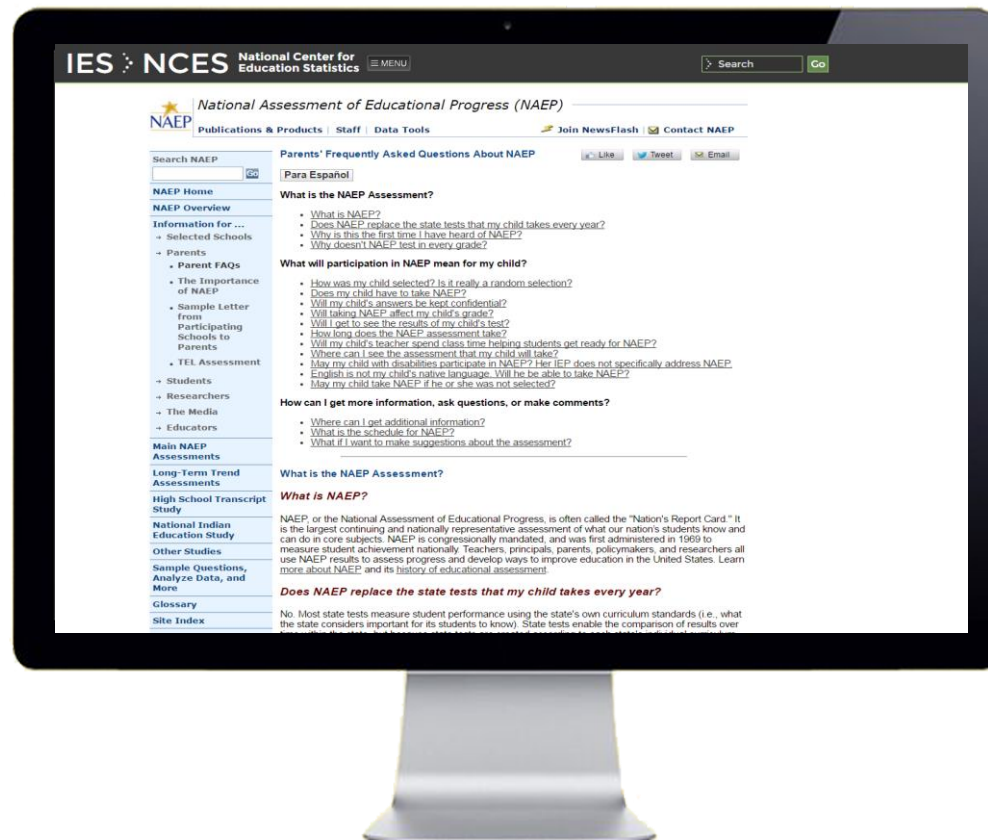 IES > NCES National Center for Education Statistics ≡ MENU > Search Go
National Assessment of Educational Progress (NAEP)
NAEP
Publications & Products | Staff | Data Tools Join NewsFlash | Contact NAEP
Search NAEP
Go
NAEP Home
NAEP Overview
Information for ...
Selected Schools
Parents
Parent FAQs
The Importance
of NAEP
Sample Letter
from
Participating
Schools to
Parents
TEL Assessment
Students
Researchers
The Media
Educators
Main NAEP
Assessments
Long-Term Trend
Assessments
High School Transcript
Study
National Indian
Education Study
Other Studies
Sample Questions,
Analyze Data, and
More
Glossary
Site Index
Parents' Frequently Asked Questions About NAEP Like Tweet Email
Para Español
What is the NAEP Assessment?
• What is NAEP?
• Does NAEP replace the state tests that my child takes every year?
• Why is this the first time I have heard of NAEP?
• Why doesn't NAEP test in every grade?
What will participation in NAEP mean for my child?
• How was my child selected? Is it really a random selection?
• Does my child have to take NAEP?
• Will my child's answers be kept confidential?
• Will taking NAEP affect my child's grade?
• Will I get to see the results of my child's test?
• How long does the NAEP assessment take?
• Will my child's teacher spend class time helping students get ready for NAEP?
• Where can I see the assessment that my child will take?
• May my child with disabilities participate in NAEP? Her IEP does not specifically address NAEP.
• English is not my child's native language. Will he be able to take NAEP?
• May my child take NAEP if he or she was not selected?
How can I get more information, ask questions, or make comments?
• Where can I get additional information?
• What is the schedule for NAEP?
• What if I want to make suggestions about the assessment?
What is the NAEP Assessment?
What is NAEP?
NAEP, or the National Assessment of Educational Progress, is often called the "Nation's Report Card." It
is the largest continuing and nationally representative assessment of what our nation's students know and
can do in core subjects. NAEP is congressionally mandated, and was first administered in 1969 to
measure student achievement nationally. Teachers, principals, parents, policymakers, and researchers all
use NAEP results to assess progress and develop ways to improve education in the United States. Learn
more about NAEP and its history of educational assessment.
Does NAEP replace the state tests that my child takes every year?
No. Most state tests measure student performance using the state's own curriculum standards (i.e., what
the state considers important for its students to know). State tests enable the comparison of results over
time within the state, but because state tests are created according to each state's individual curriculum